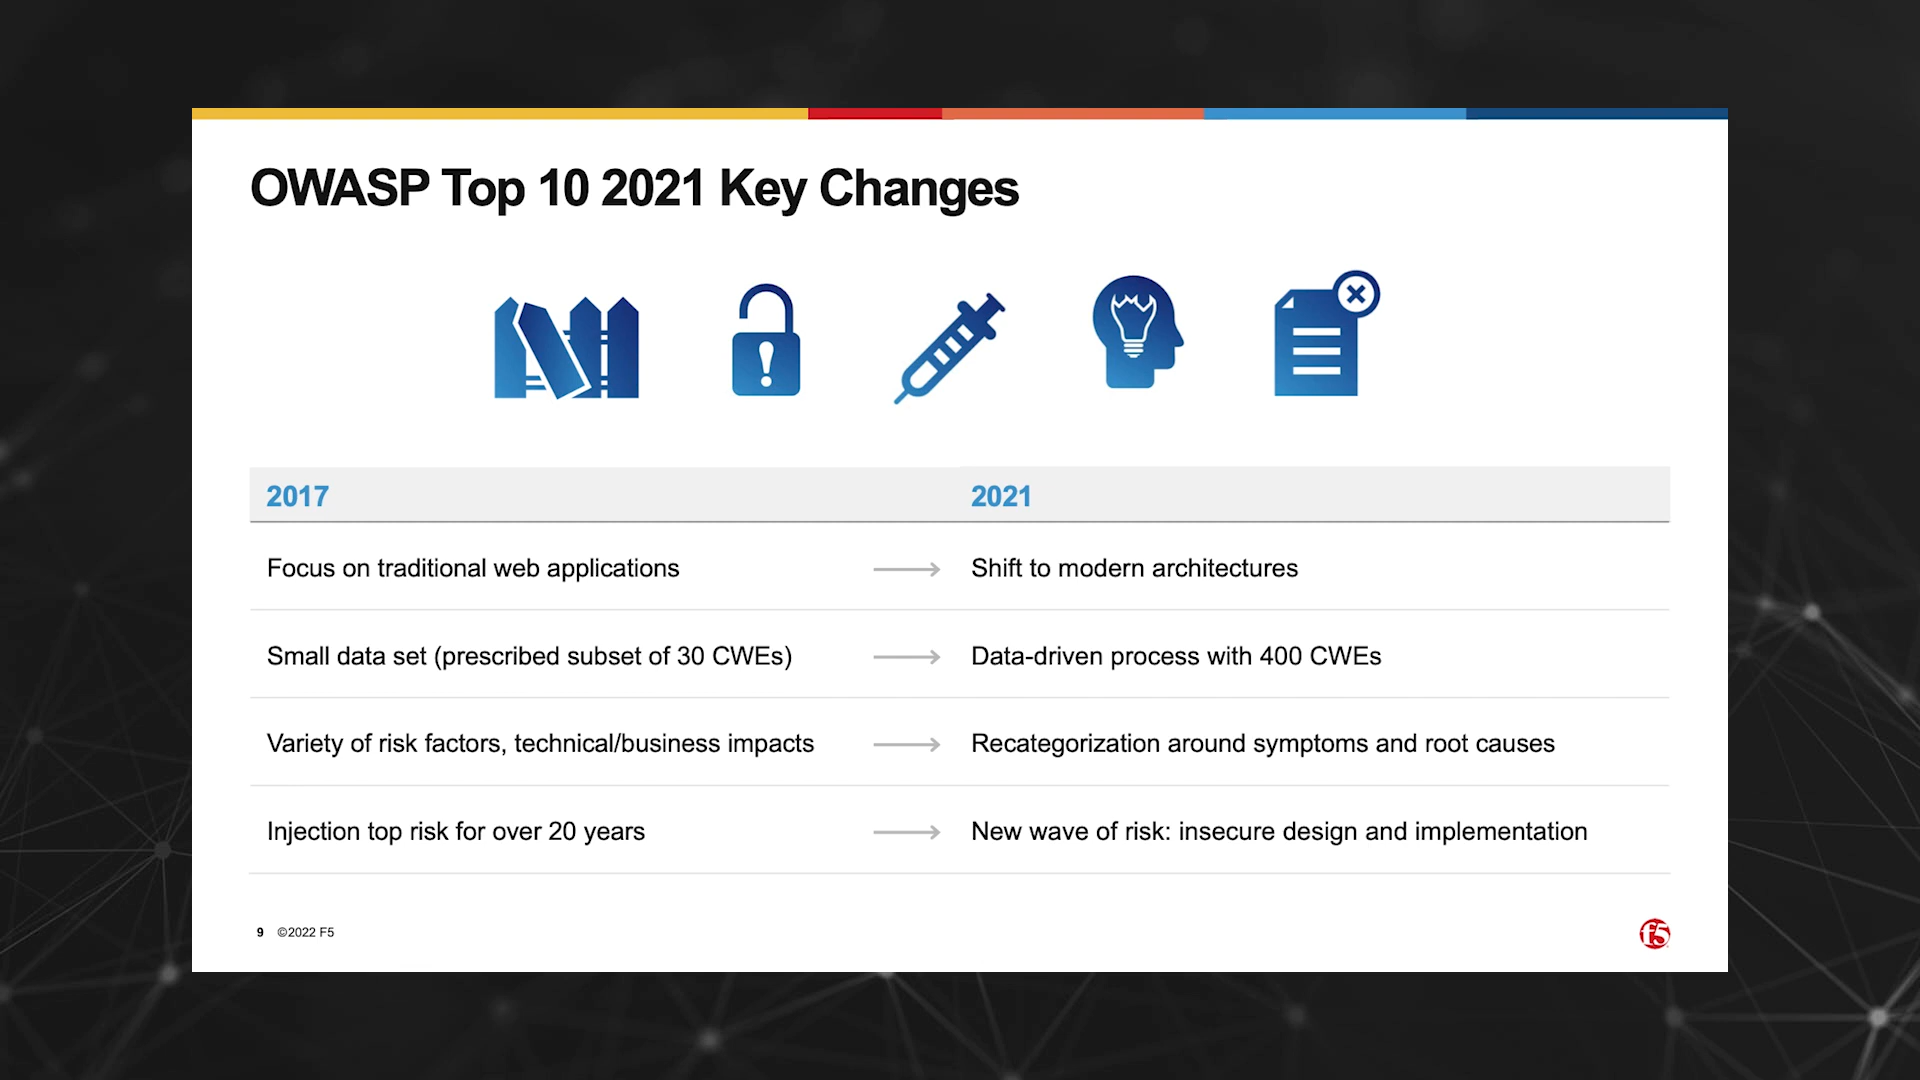 OWASP Top 10 2021 Key Changes
2017 2021
Focus on traditional web applications Shift to modern architectures
Small data set (prescribed subset of 30 CWEs) Data-driven process with 400 CWEs
Variety of risk factors, technical/business impacts Recategorization around symptoms and root causes
Injection top risk for over 20 years New wave of risk: insecure design and implementation
9 ©2022 F5
f5